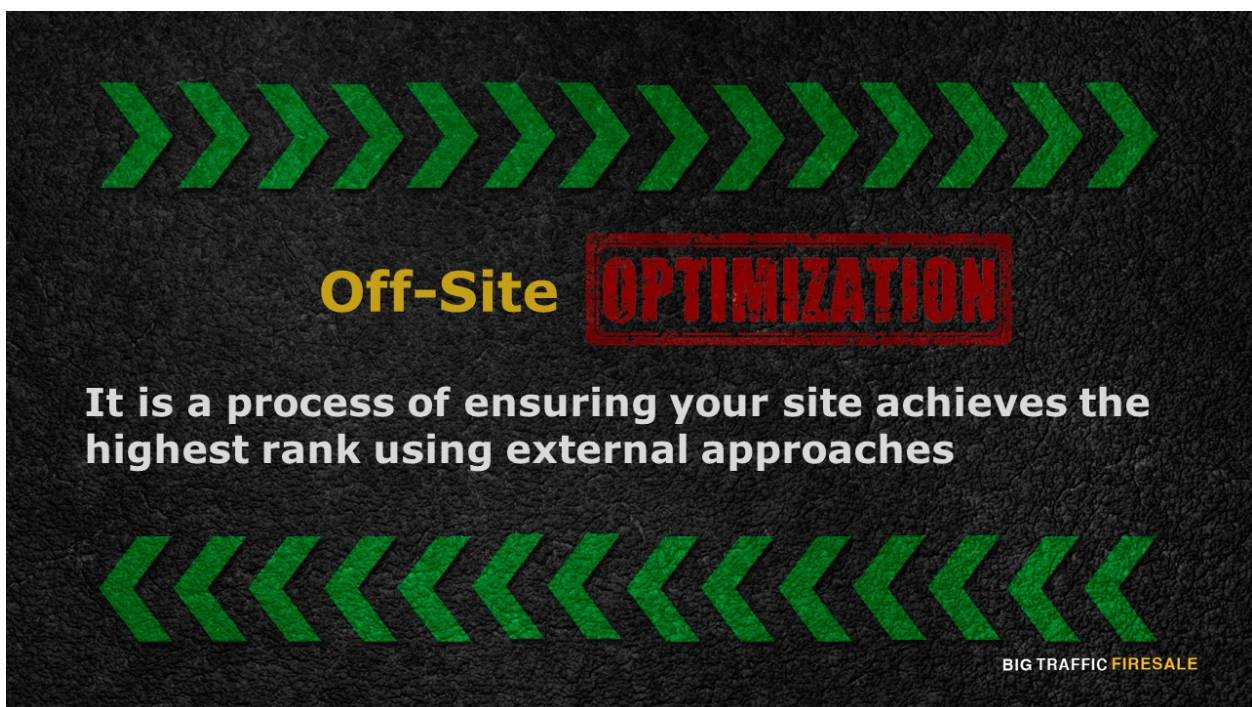 Off-Site OPTIMIZATION
It is a process of ensuring your site achieves the
highest rank using external approaches
BIG TRAFFIC FIRESALE